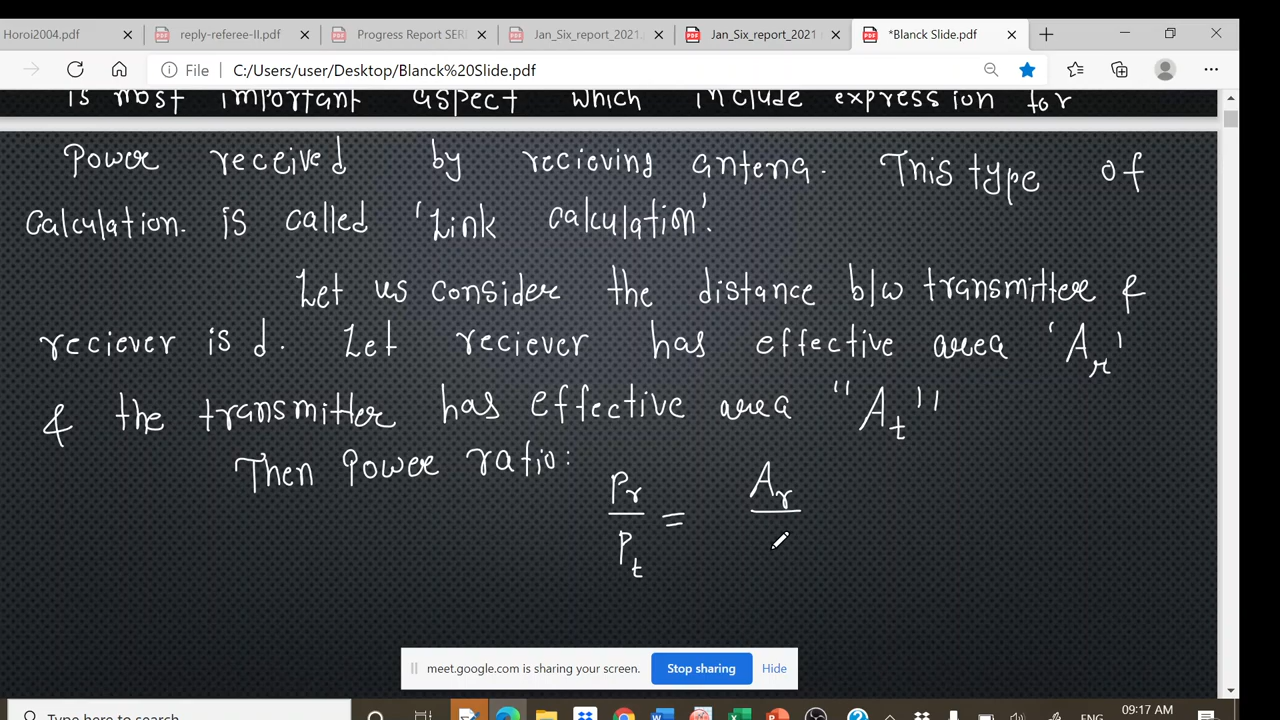 Horoi2004.pdf reply-referee-II.pdf Progress Report SERI Jan_Six_report_2021. Jan_Six_report_2021 *Blanck Slide.pdf
File C:/Users/user/Desktop/Blanck%20Slide.pdf
is most important aspect which include expression for
Power received by recieving antena. This type of
Calculation. is called 'Link calculation'.
Let us consider the distance b/w transmitter &
reciever is d. Let reciever has effective area 'Ar'
& the transmitter has effective area "At"
Then Power ratio:
Pr/Pt = Ar/
meet.google.com is sharing your screen. Stop sharing Hide
Type here to search ENG 09:17 AM